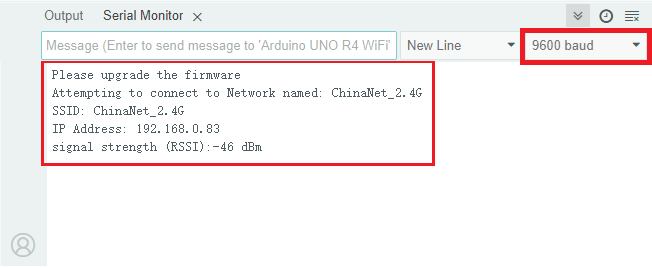 Output Serial Monitor
Message (Enter to send message to 'Arduino UNO R4 WiFi' New Line 9600 baud
Please upgrade the firmware
Attempting to connect to Network named: ChinaNet_2.4G
SSID: ChinaNet_2.4G
IP Address: 192.168.0.83
signal strength (RSSI):-46 dBm